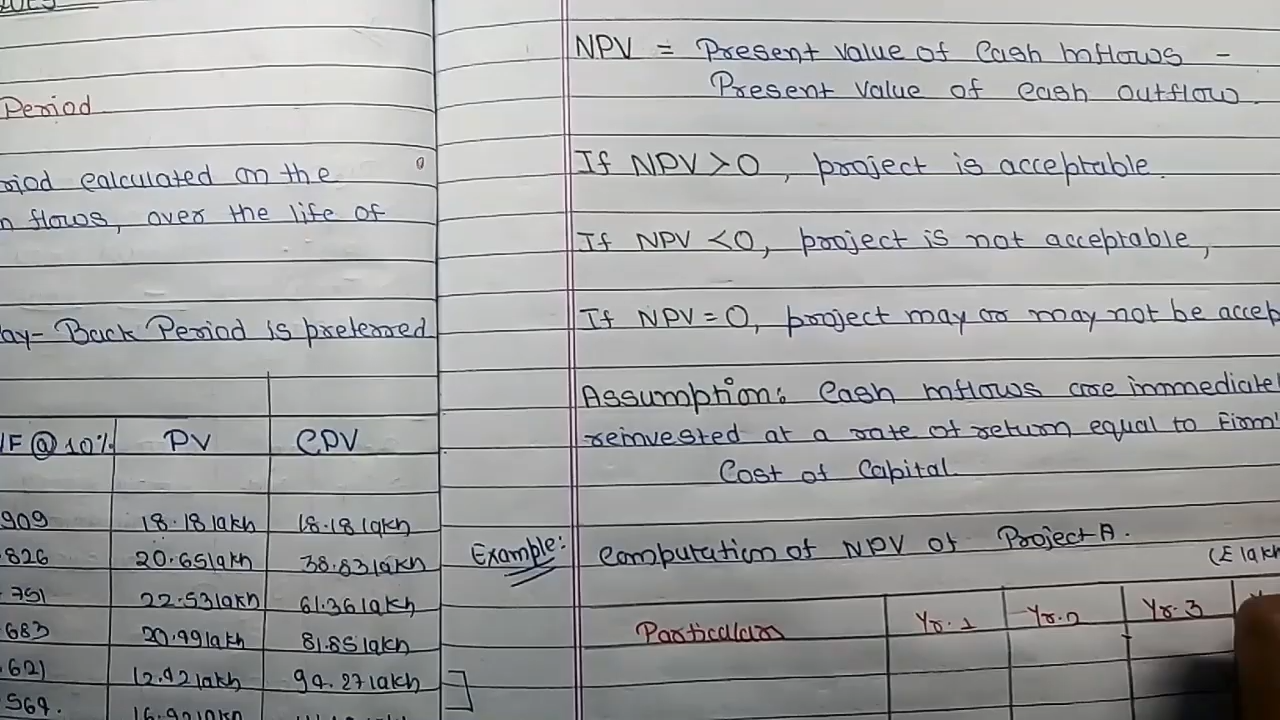 Period
riod calculated on the
n flows, over the life of
ay-Back Period is preferred
F @ 10% PV CPV
909 18.18 lakh 18.18 lakh
826 20.65 lakh 38.83 lakh
751 22.53 lakh 61.36 lakh
683 20.49 lakh 81.85 lakh
621 12.42 lakh 94.27 lakh
564.
NPV = Present value of Cash Inflows -
Present Value of cash outflow.
If NPV > 0, project is acceptable.
If NPV < 0, project is not acceptable,
If NPV = 0, project may or may not be accep
Assumption: Cash inflows are immediate
reinvested at a rate of return equal to Firm'
Cost of Capital
Example: Computation of NPV of Project A.
(₹ lakh
Particulars Yr. 1 Yr. 2 Yr. 3